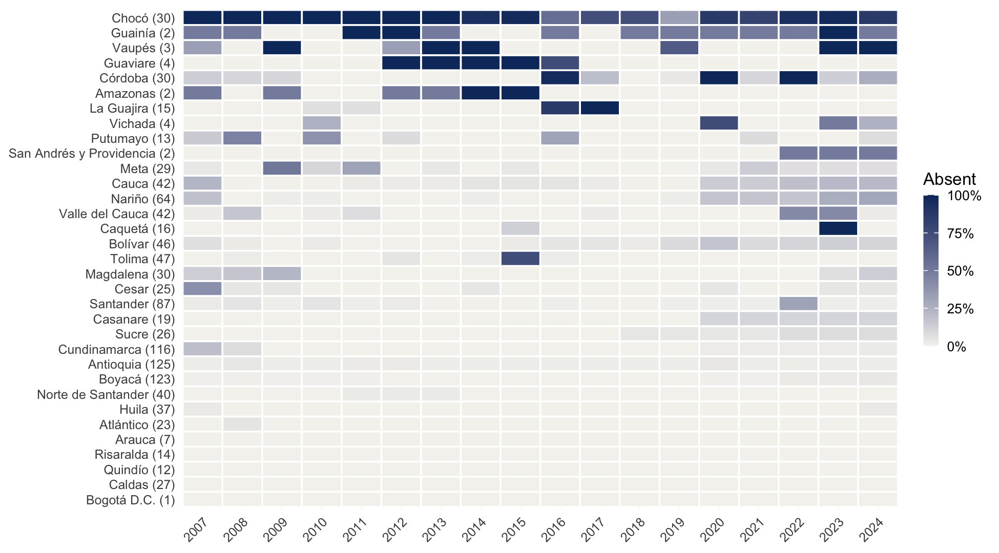 Chocó (30)
Guainía (2)
Vaupés (3)
Guaviare (4)
Córdoba (30)
Amazonas (2)
La Guajira (15)
Vichada (4)
Putumayo (13)
San Andrés y Providencia (2)
Meta (29)
Cauca (42)
Nariño (64)
Valle del Cauca (42)
Caquetá (16)
Bolívar (46)
Tolima (47)
Magdalena (30)
Cesar (25)
Santander (87)
Casanare (19)
Sucre (26)
Cundinamarca (116)
Antioquia (125)
Boyacá (123)
Norte de Santander (40)
Huila (37)
Atlántico (23)
Arauca (7)
Risaralda (14)
Quindío (12)
Caldas (27)
Bogotá D.C. (1)
2007 2008 2009 2010 2011 2012 2013 2014 2015 2016 2017 2018 2019 2020 2021 2022 2023 2024
Absent
100%
75%
50%
25%
0%